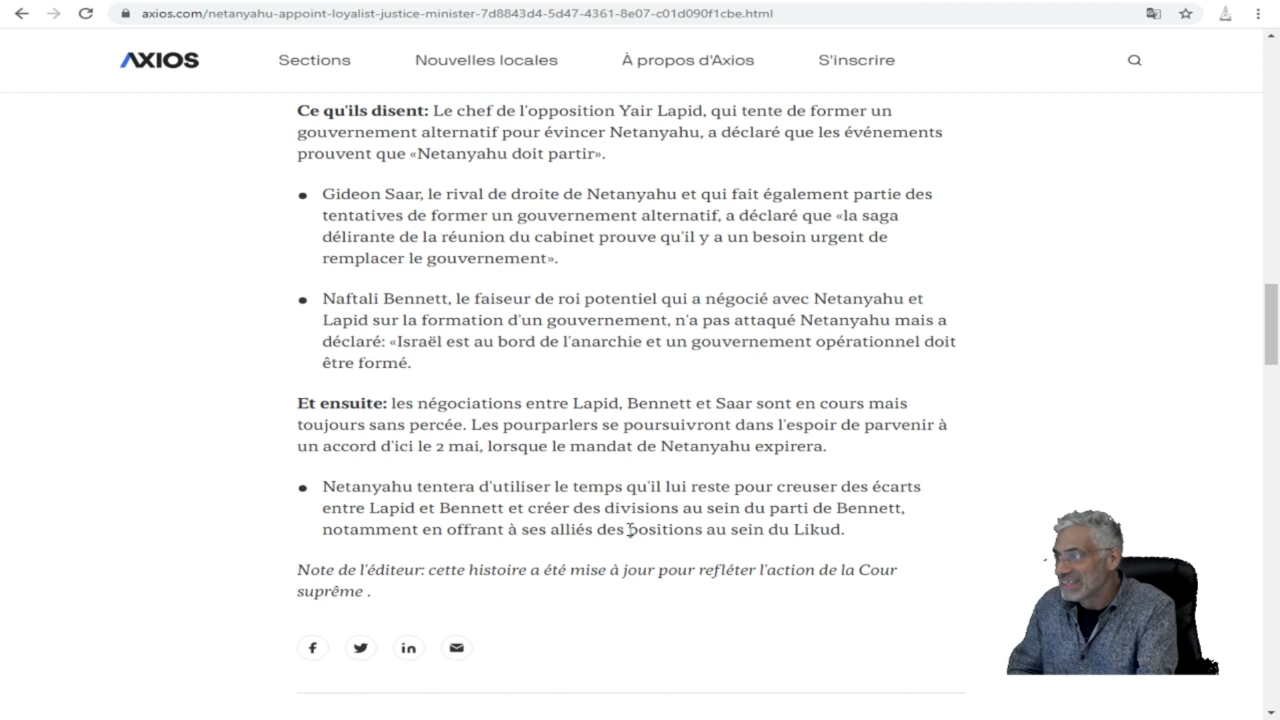 axios.com/netanyahu-appoint-loyalist-justice-minister-7d8843d4-5d47-4361-8e07-c01d090f1cbe.html
AXIOS
Sections
Nouvelles locales
À propos d'Axios
S'inscrire
Ce qu'ils disent: Le chef de l'opposition Yair Lapid, qui tente de former un
gouvernement alternatif pour évincer Netanyahu, a déclaré que les événements
prouvent que «Netanyahu doit partir».
Gideon Saar, le rival de droite de Netanyahu et qui fait également partie des
tentatives de former un gouvernement alternatif, a déclaré que «la saga
délirante de la réunion du cabinet prouve qu'il y a un besoin urgent de
remplacer le gouvernement».
Naftali Bennett, le faiseur de roi potentiel qui a négocié avec Netanyahu et
Lapid sur la formation d'un gouvernement, n'a pas attaqué Netanyahu mais a
déclaré: «Israël est au bord de l'anarchie et un gouvernement opérationnel doit
être formé.
Et ensuite: les négociations entre Lapid, Bennett et Saar sont en cours mais
toujours sans percée. Les pourparlers se poursuivront dans l'espoir de parvenir à
un accord d'ici le 2 mai, lorsque le mandat de Netanyahu expirera.
Netanyahu tentera d'utiliser le temps qu'il lui reste pour creuser des écarts
entre Lapid et Bennett et créer des divisions au sein du parti de Bennett,
notamment en offrant à ses alliés des positions au sein du Likud.
Note de l'éditeur: cette histoire a été mise à jour pour refléter l'action de la Cour
suprême .